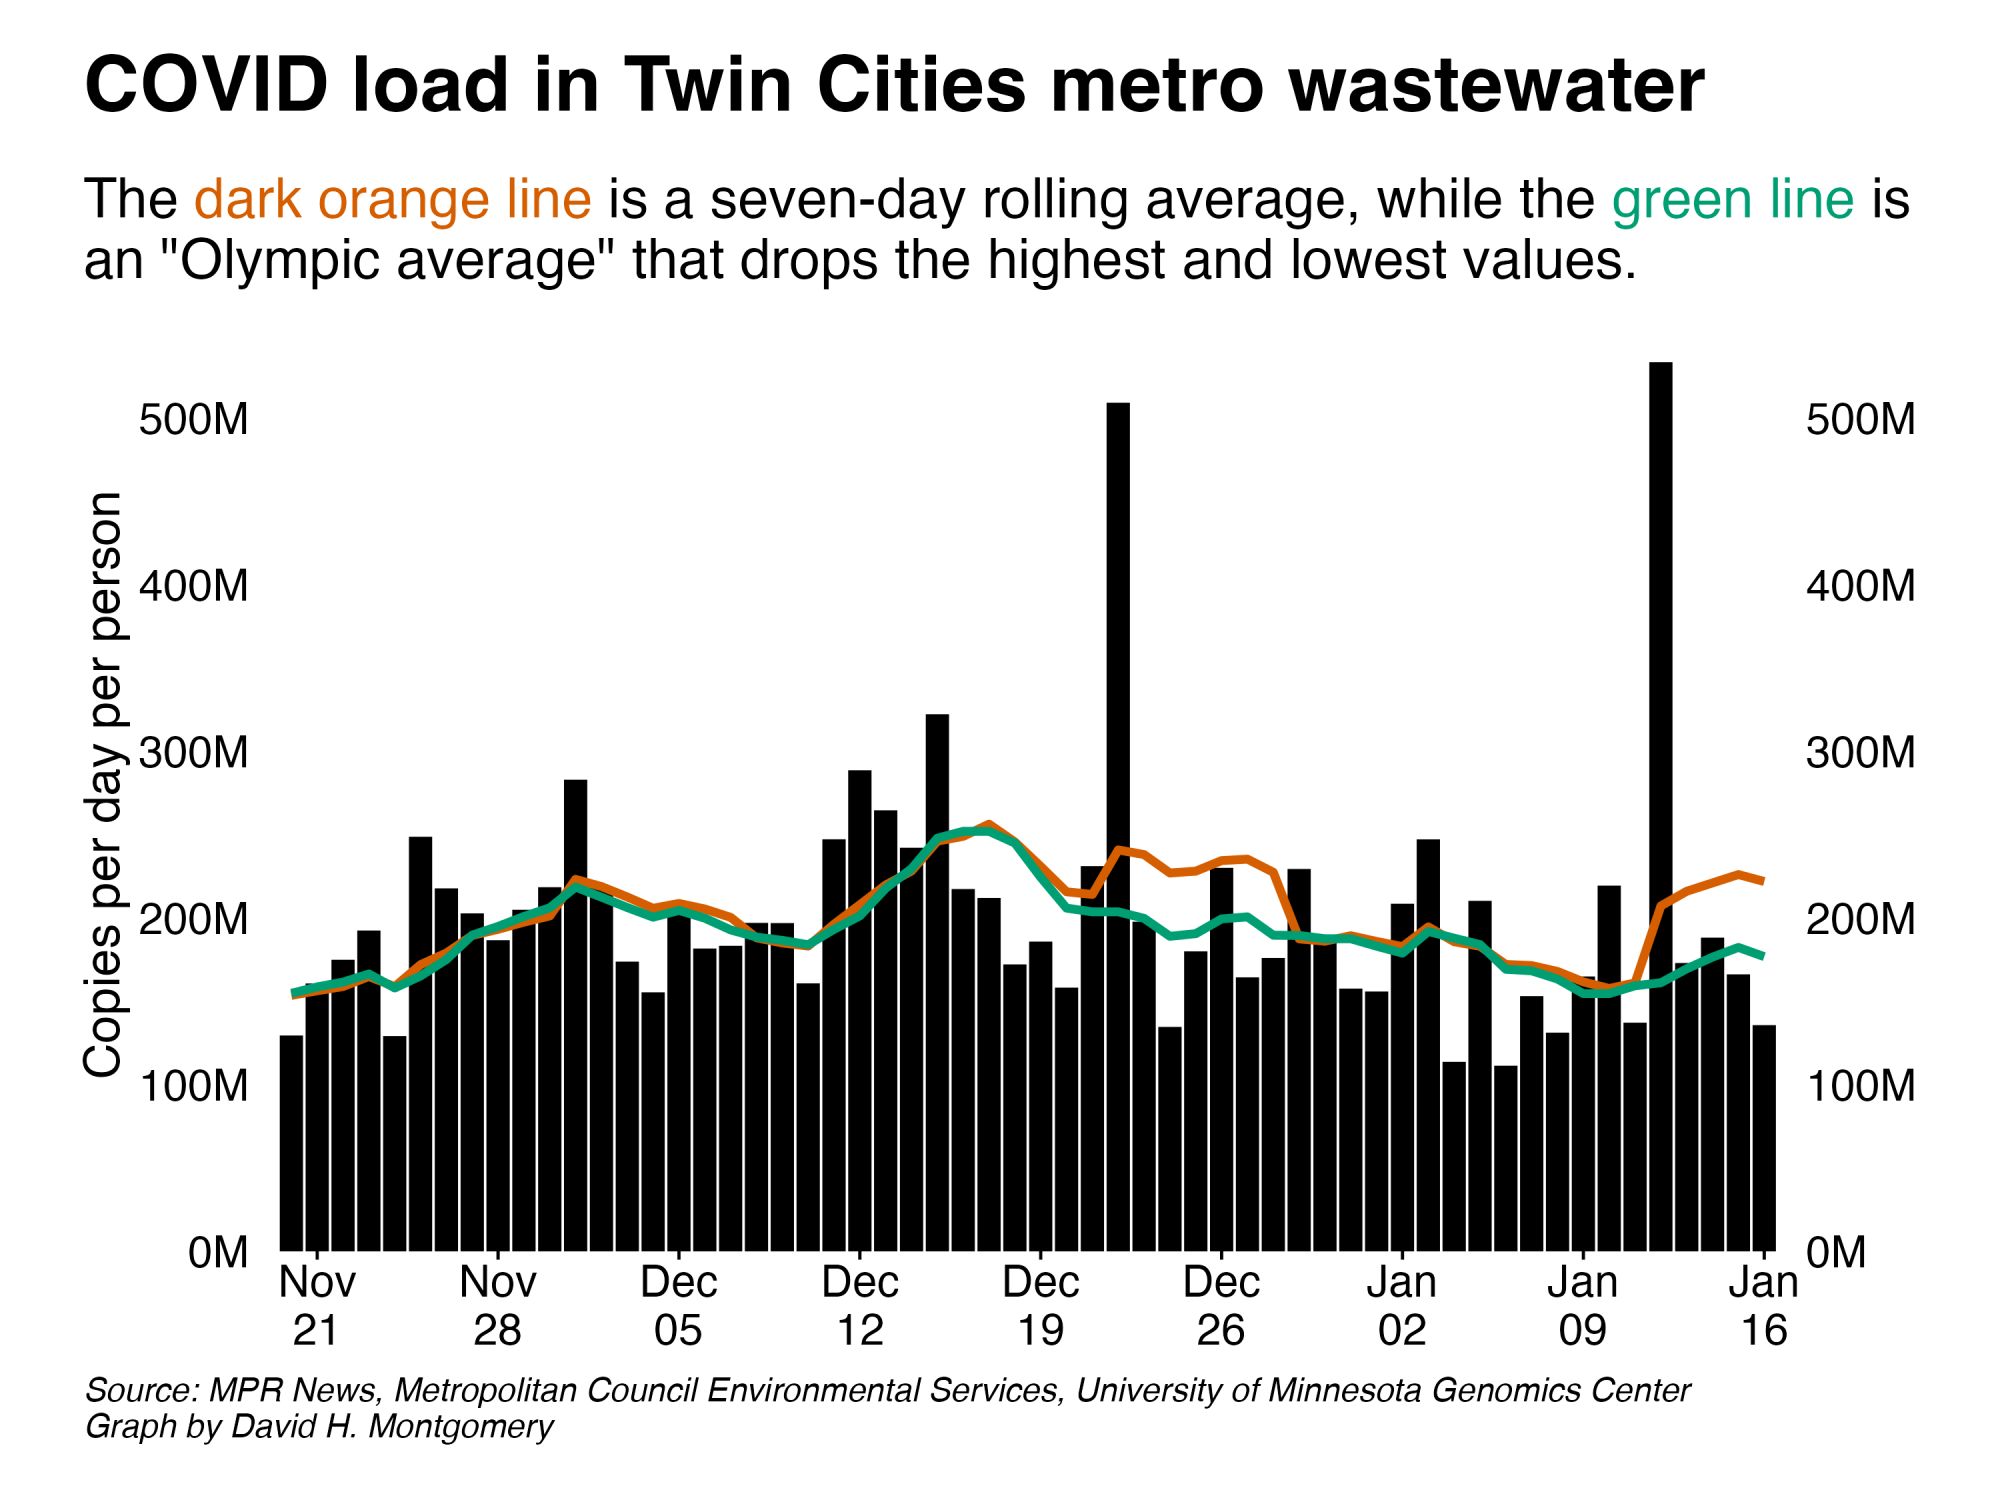 COVID load in Twin Cities metro wastewater
The dark orange line is a seven-day rolling average, while the green line is
an "Olympic average" that drops the highest and lowest values.
Copies per day per person
500M
400M
300M
200M
100M
0M
500M
400M
300M
200M
100M
0M
Nov
21
Nov
28
Dec
05
Dec
12
Dec
19
Dec
26
Jan
02
Jan
09
Jan
16
Source: MPR News, Metropolitan Council Environmental Services, University of Minnesota Genomics Center
Graph by David H. Montgomery